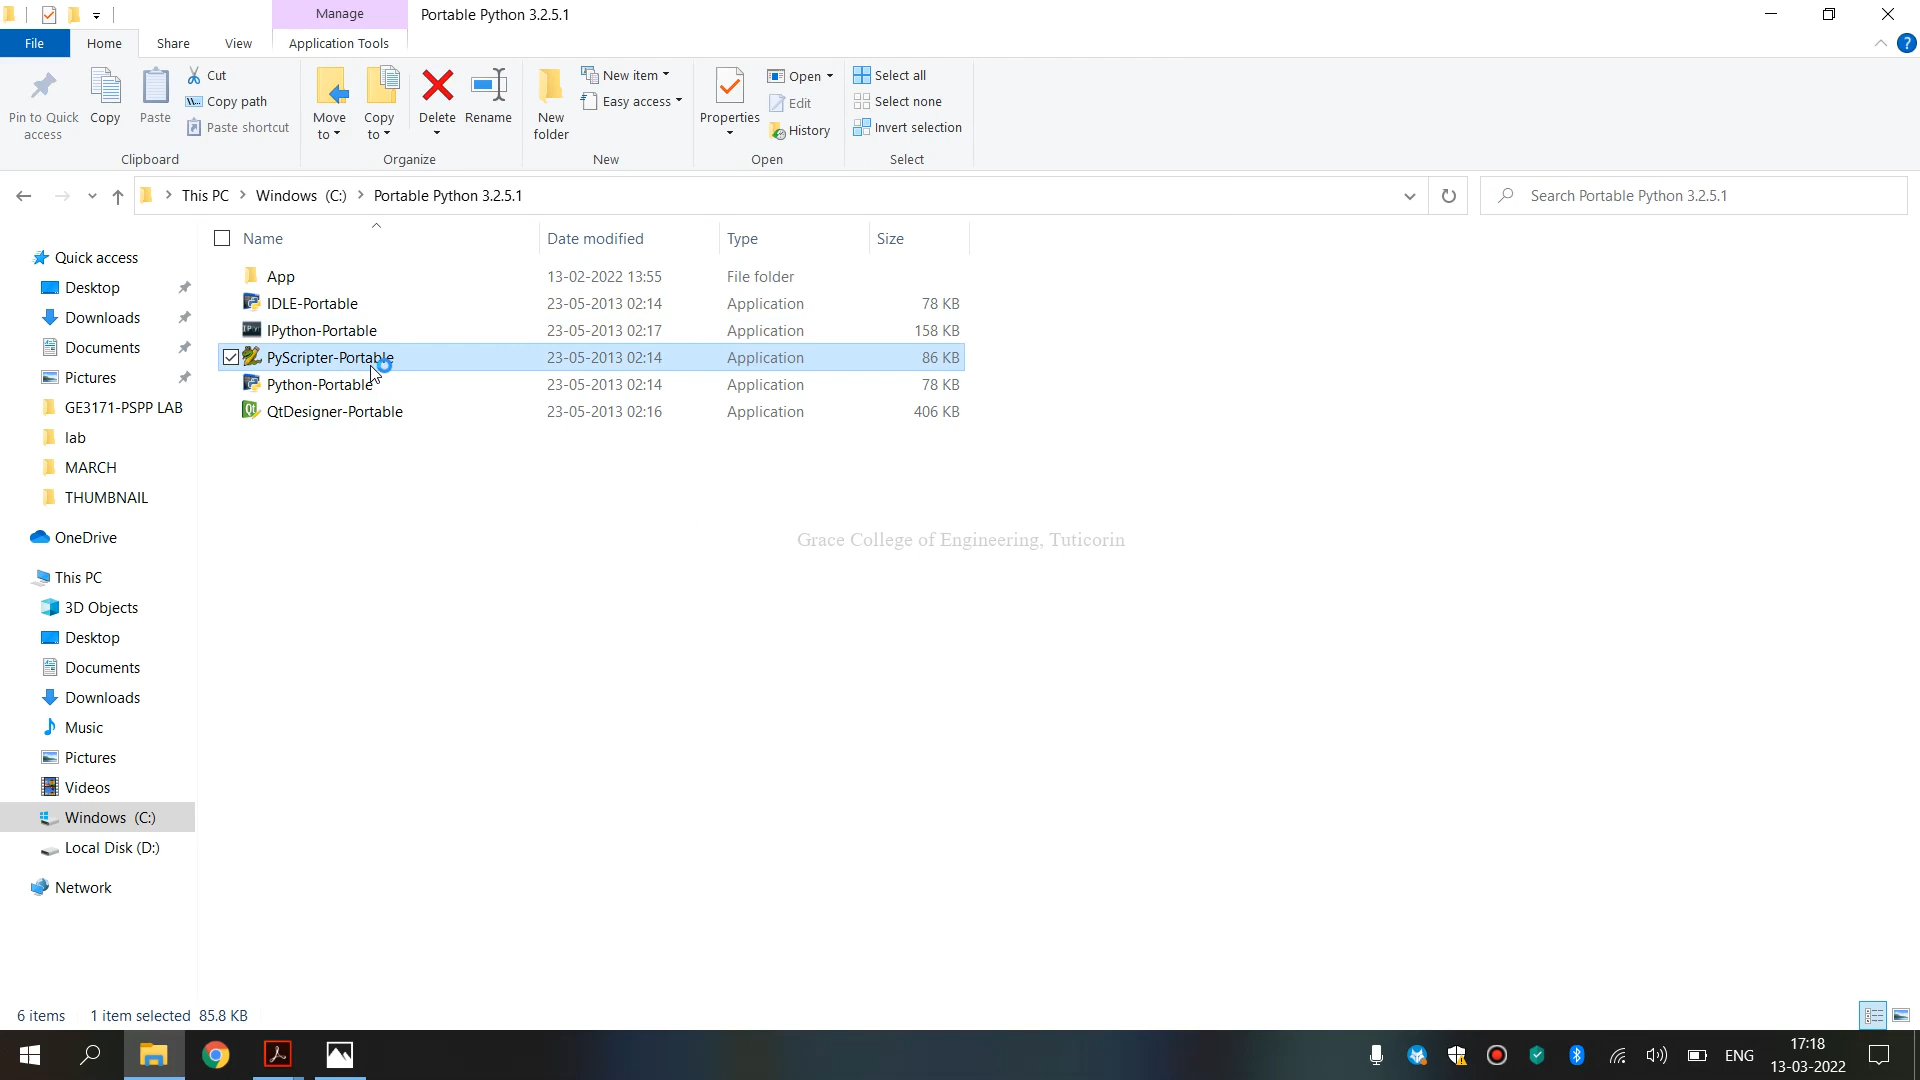 Manage
Portable Python 3.2.5.1
File
Home
Share
View
Application Tools
Pin to Quick access
Copy
Paste
Cut
Copy path
Paste shortcut
Clipboard
Move to
Copy to
Delete
Rename
Organize
New folder
New item
Easy access
New
Properties
Open
Edit
History
Open
Select all
Select none
Invert selection
Select
This PC
Windows (C:)
Portable Python 3.2.5.1
Search Portable Python 3.2.5.1
Name Date modified Type Size
App 13-02-2022 13:55 File folder
IDLE-Portable 23-05-2013 02:14 Application 78 KB
IPython-Portable 23-05-2013 02:17 Application 158 KB
PyScripter-Portable 23-05-2013 02:14 Application 86 KB
Python-Portable 23-05-2013 02:14 Application 78 KB
QtDesigner-Portable 23-05-2013 02:16 Application 406 KB
Quick access
Desktop
Downloads
Documents
Pictures
GE3171-PSPP LAB
lab
MARCH
THUMBNAIL
OneDrive
This PC
3D Objects
Desktop
Documents
Downloads
Music
Pictures
Videos
Windows (C:)
Local Disk (D:)
Network
Grace College of Engineering, Tuticorin
6 items 1 item selected 85.8 KB
ENG
17:18
13-03-2022